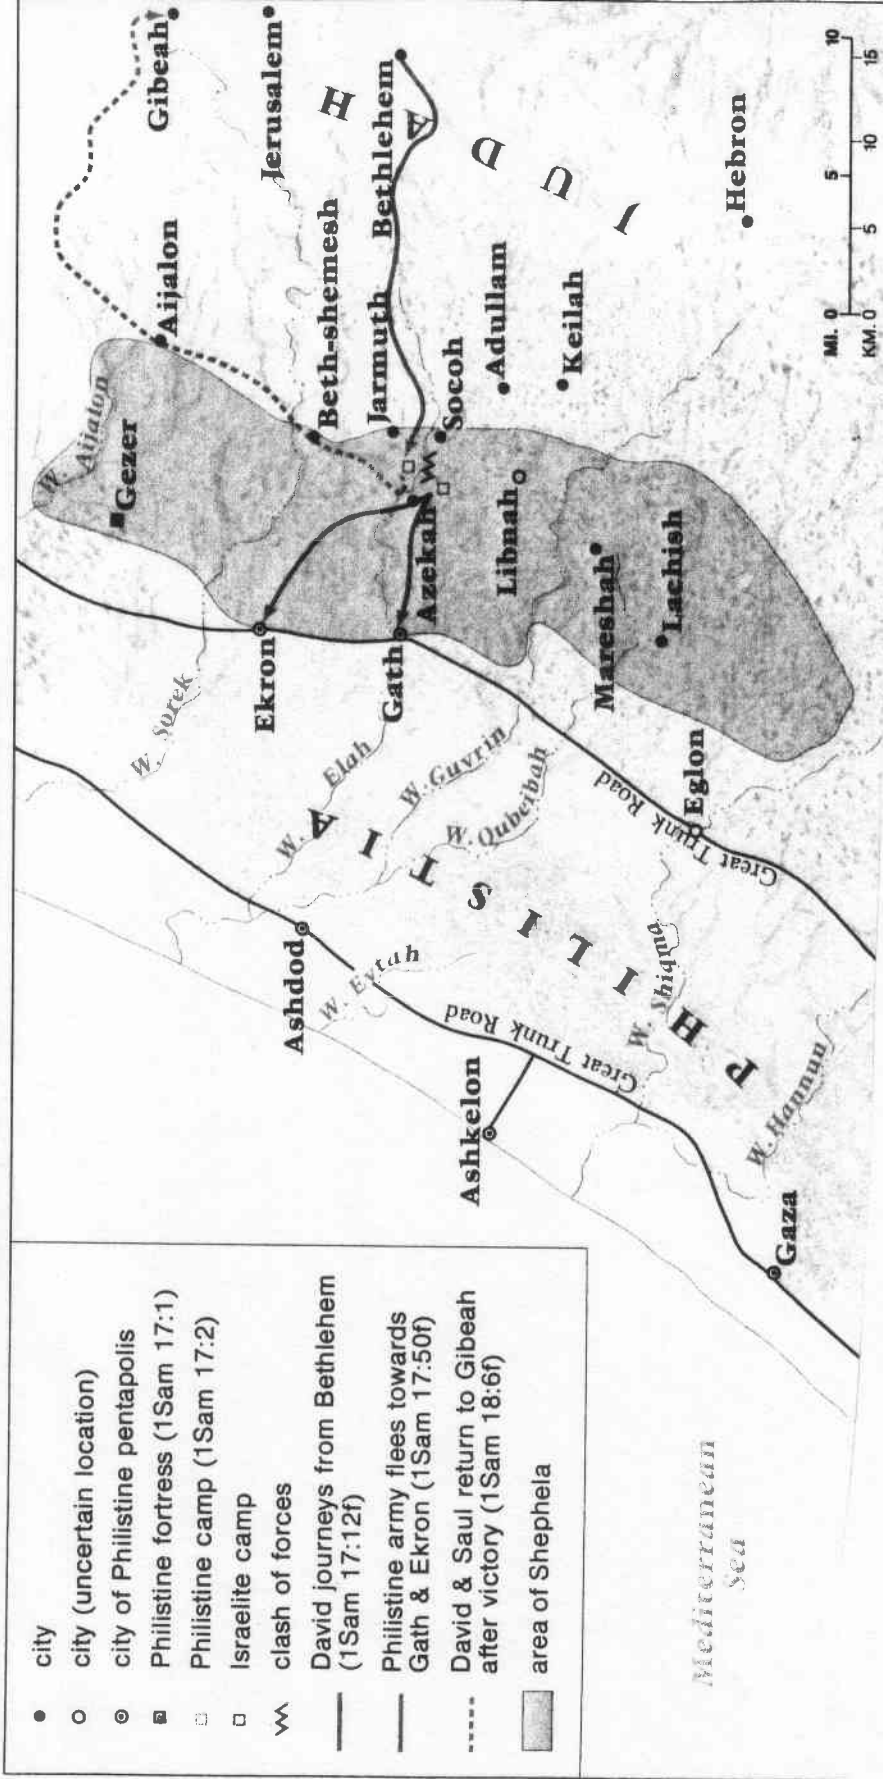 city
city (uncertain location)
city of Philistine pentapolis
Philistine fortress (1Sam 17:1)
Philistine camp (1Sam 17:2)
Israelite camp
clash of forces
David journeys from Bethlehem
(1Sam 17:12f)
Philistine army flees towards
Gath & Ekron (1Sam 17:50f)
David & Saul return to Gibeah
after victory (1Sam 18:6f)
area of Shephela
Mediterranean
Sea
W. Aijalon
Gezer
Aijalon
Gibeah
Jerusalem
W. Sorek
Ekron
Beth-shemesh
Ashdod
W. Elah
Gath
Azekah
Jarmuth
Bethlehem
W. Evtah
W. Guvrin
W. Qubeibah
Socoh
Adullam
Libnah
Keilah
Ashkelon
Great Trunk Road
Great Trunk Road
Mareshah
Lachish
Eglon
Hebron
W. Shiqma
W. Hannun
Gaza
PHILISTIA
JUDAH
MI. 0 5 10
KM. 0 5 10 15